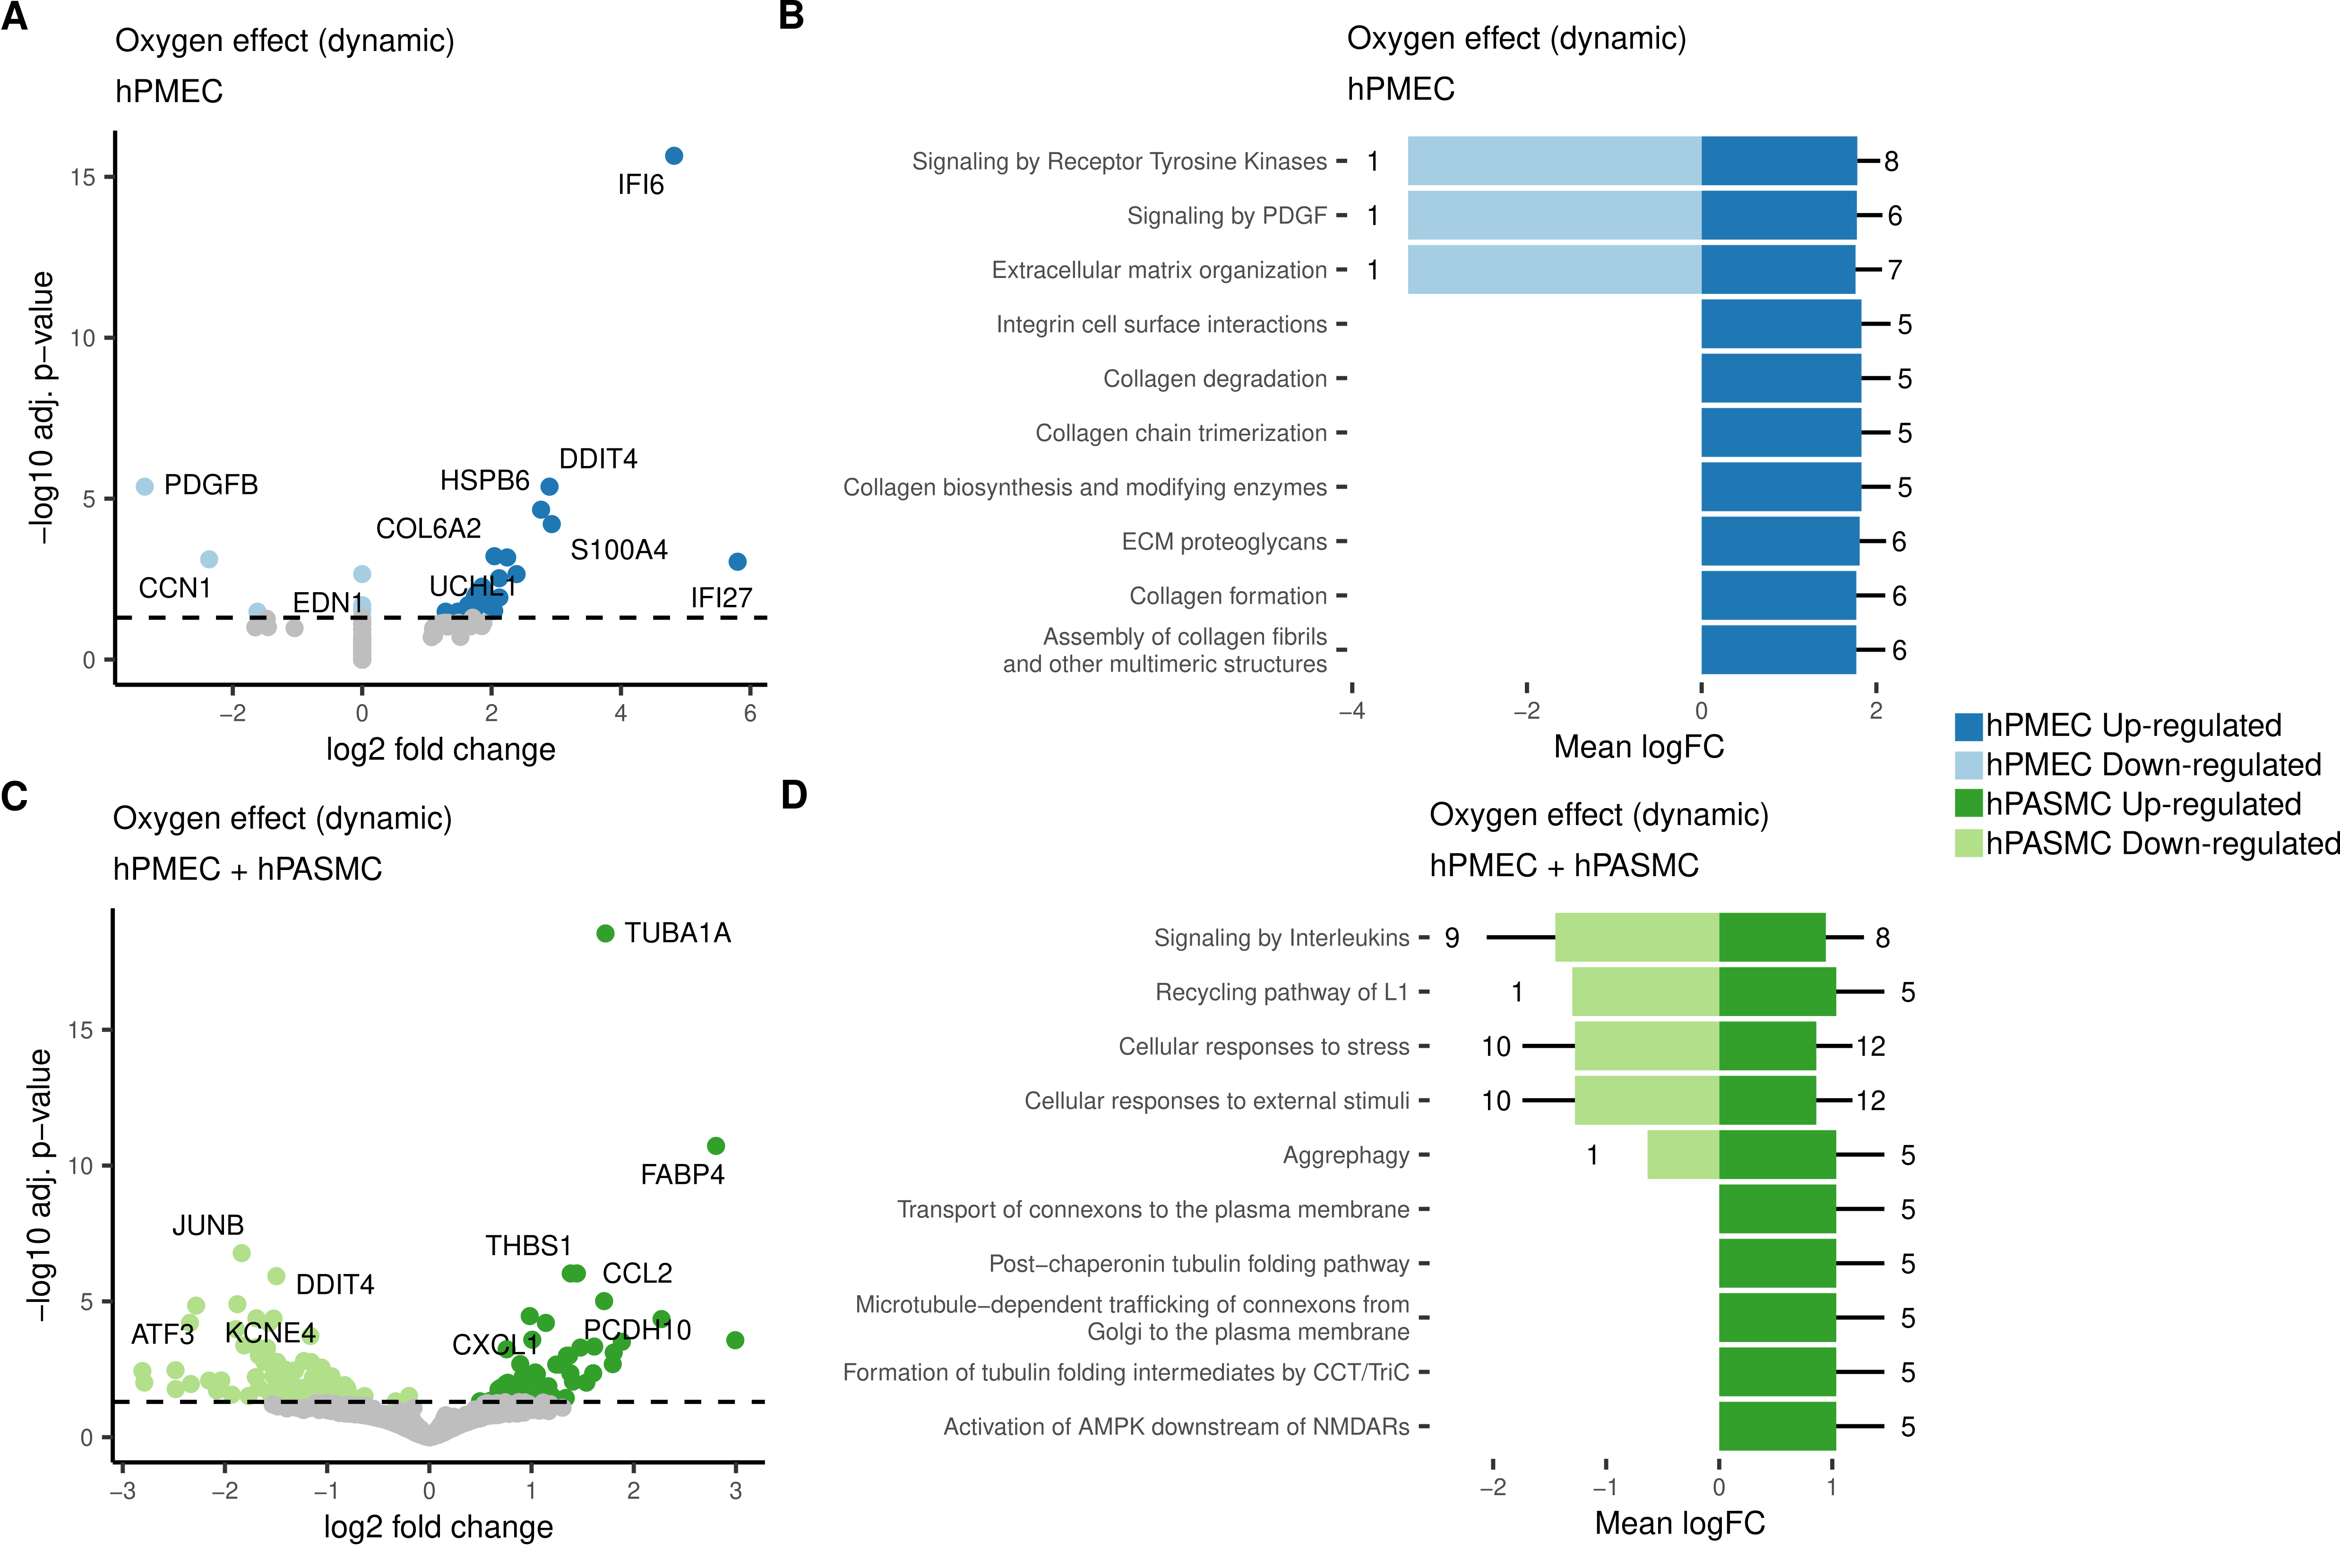 A
Oxygen effect (dynamic)
hPMEC
−log10 adj. p−value
15
10
5
0
IFI6
DDIT4
HSPB6
PDGFB
COL6A2
S100A4
CCN1
UCHL1
EDN1
IFI27
−2 0 2 4 6
log2 fold change
B
Oxygen effect (dynamic)
hPMEC
Signaling by Receptor Tyrosine Kinases 1 8
Signaling by PDGF 1 6
Extracellular matrix organization 1 7
Integrin cell surface interactions 5
Collagen degradation 5
Collagen chain trimerization 5
Collagen biosynthesis and modifying enzymes 5
ECM proteoglycans 6
Collagen formation 6
Assembly of collagen fibrils
and other multimeric structures 6
−4 −2 0 2
Mean logFC
hPMEC Up-regulated
hPMEC Down-regulated
hPASMC Up-regulated
hPASMC Down-regulated
C
Oxygen effect (dynamic)
hPMEC + hPASMC
−log10 adj. p−value
15
10
5
0
TUBA1A
FABP4
JUNB
THBS1
DDIT4
CCL2
ATF3
KCNE4
CXCL1
PCDH10
−3 −2 −1 0 1 2 3
log2 fold change
D
Oxygen effect (dynamic)
hPMEC + hPASMC
Signaling by Interleukins 9 8
Recycling pathway of L1 1 5
Cellular responses to stress 10 12
Cellular responses to external stimuli 10 12
Aggrephagy 1 5
Transport of connexons to the plasma membrane 5
Post−chaperonin tubulin folding pathway 5
Microtubule−dependent trafficking of connexons from
Golgi to the plasma membrane 5
Formation of tubulin folding intermediates by CCT/TriC 5
Activation of AMPK downstream of NMDARs 5
−2 −1 0 1
Mean logFC